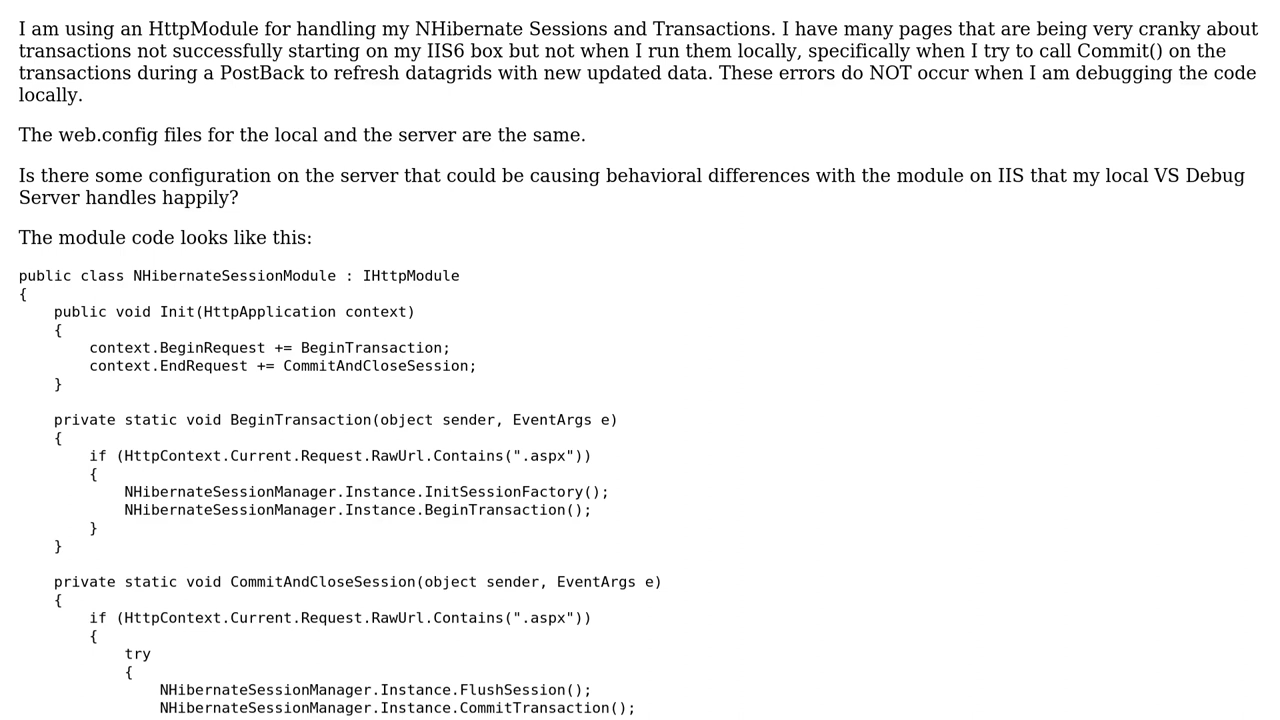 I am using an HttpModule for handling my NHibernate Sessions and Transactions. I have many pages that are being very cranky about
transactions not successfully starting on my IIS6 box but not when I run them locally, specifically when I try to call Commit() on the
transactions during a PostBack to refresh datagrids with new updated data. These errors do NOT occur when I am debugging the code
locally.
The web.config files for the local and the server are the same.
Is there some configuration on the server that could be causing behavioral differences with the module on IIS that my local VS Debug
Server handles happily?
The module code looks like this:
public class NHibernateSessionModule : IHttpModule
{
    public void Init(HttpApplication context)
    {
        context.BeginRequest += BeginTransaction;
        context.EndRequest += CommitAndCloseSession;
    }
    private static void BeginTransaction(object sender, EventArgs e)
    {
        if (HttpContext.Current.Request.RawUrl.Contains(".aspx"))
        {
            NHibernateSessionManager.Instance.InitSessionFactory();
            NHibernateSessionManager.Instance.BeginTransaction();
        }
    }
    private static void CommitAndCloseSession(object sender, EventArgs e)
    {
        if (HttpContext.Current.Request.RawUrl.Contains(".aspx"))
        {
            try
            {
                NHibernateSessionManager.Instance.FlushSession();
                NHibernateSessionManager.Instance.CommitTransaction();